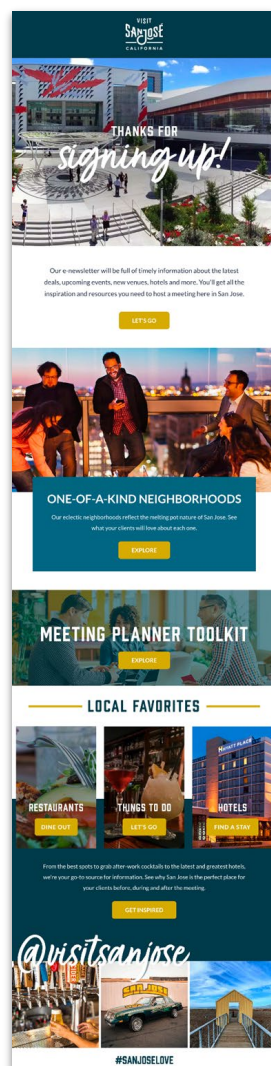 VISIT
SAN JOSE
CALIFORNIA
THANKS FOR
signing up!
Our e-newsletter will be full of timely information about the latest
deals, upcoming events, new venues, hotels and more. You'll get all the
inspiration and resources you need to host a meeting here in San Jose.
LET'S GO
ONE-OF-A-KIND NEIGHBORHOODS
Our eclectic neighborhoods reflect the melting pot nature of San Jose. See
what your clients will love about each one.
EXPLORE
MEETING PLANNER TOOLKIT
EXPLORE
LOCAL FAVORITES
HYATT PLACE
RESTAURANTS
THINGS TO DO
HOTELS
DINE OUT
LET'S GO
FIND A STAY
From the best spots to grab after-work cocktails to the latest and greatest hotels,
we're your go-to source for information. See why San Jose is the perfect place for
your clients before, during and after the meeting.
GET INSPIRED
@visitsanjose
SAN JOSE
#SANJOSELOVE